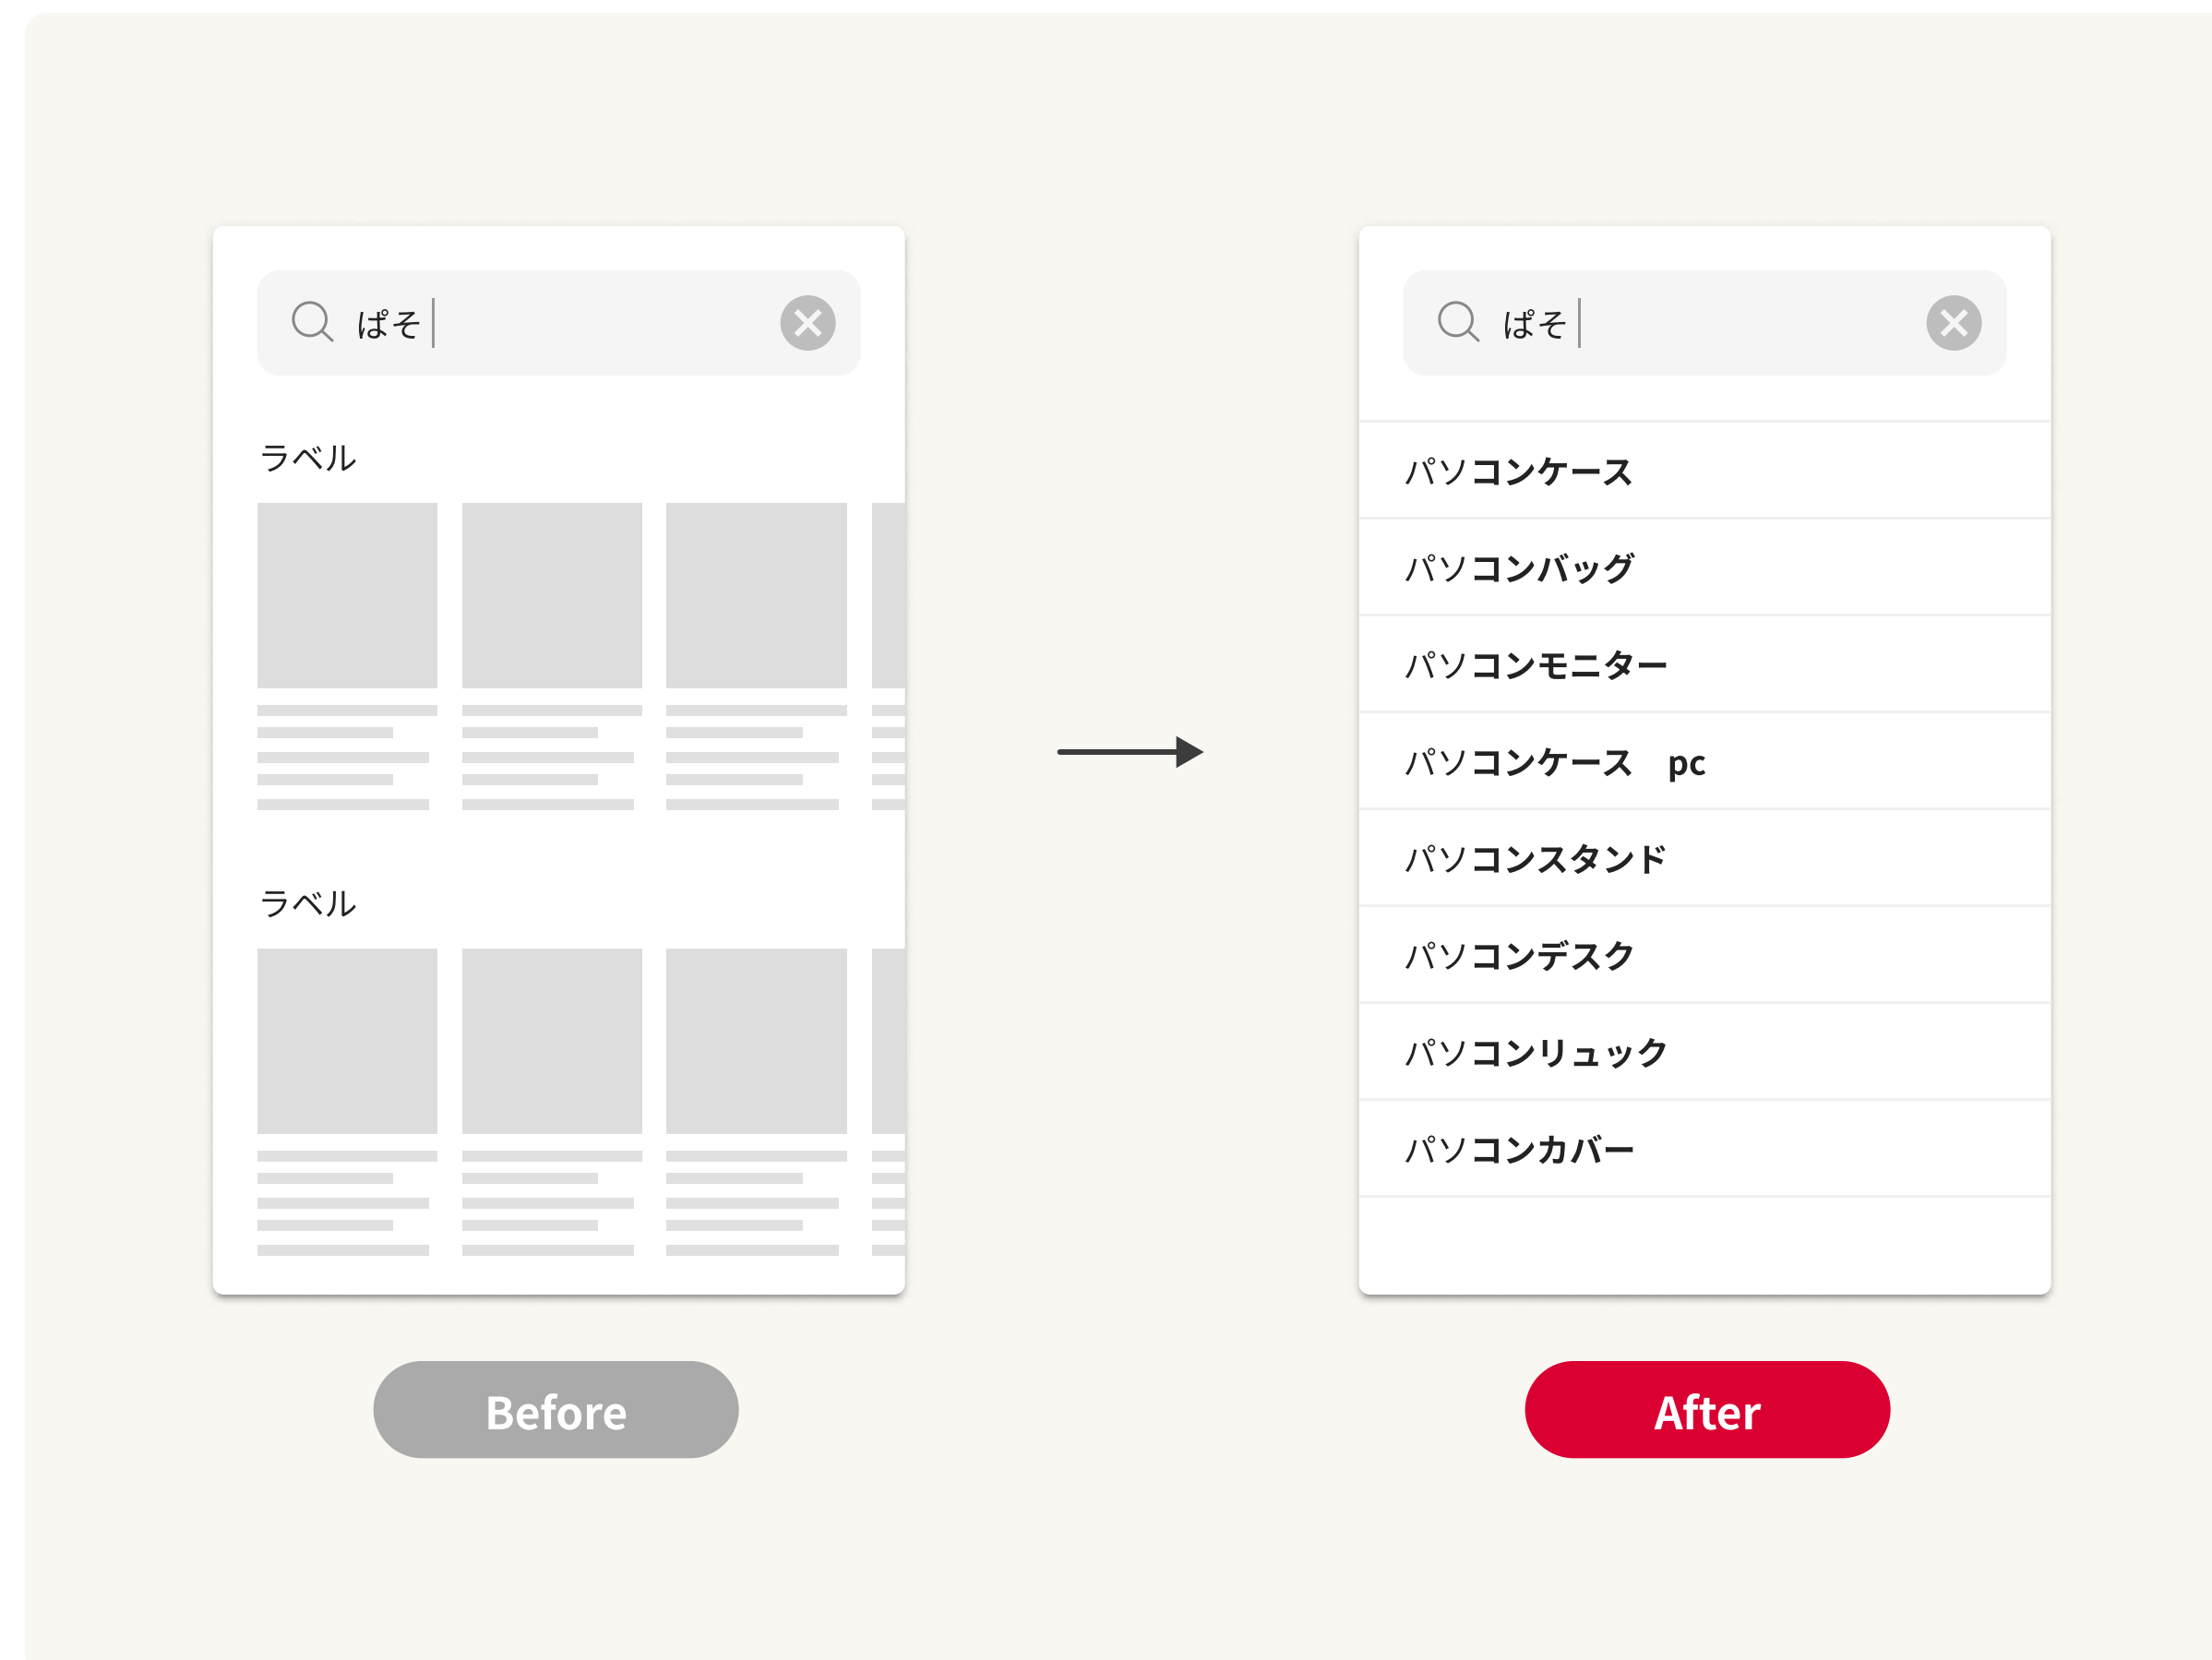 ぱそ
ラベル
ラベル
Before
ぱそ
パソコンケース
パソコンバッグ
パソコンモニター
パソコンケース　pc
パソコンスタンド
パソコンデスク
パソコンリュック
パソコンカバー
After